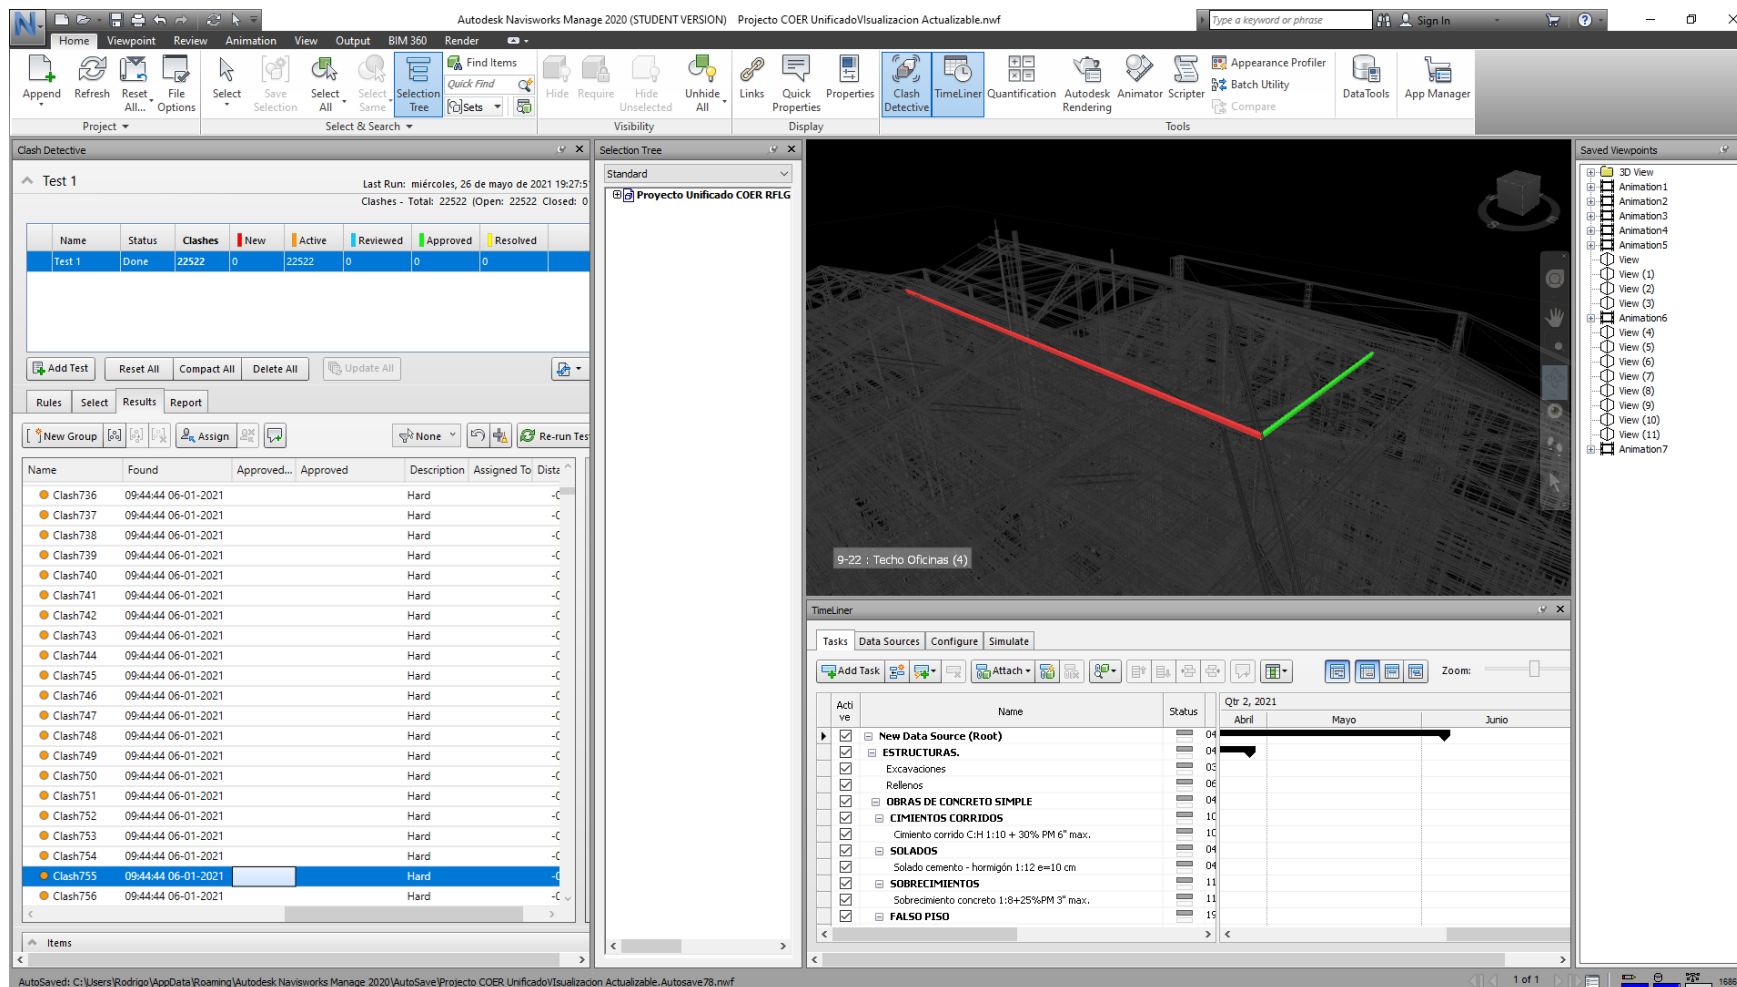 Autodesk Navisworks Manage 2020 (STUDENT VERSION) Projecto COER UnificadoVIsualizacion Actualizable.nwf
Type a keyword or phrase
Sign In
Home Viewpoint Review Animation View Output BIM 360 Render
Append
Refresh
Reset All...
File Options
Project
Select
Save Selection
Select All
Select Same
Selection Tree
Find Items
Quick Find
Sets
Select & Search
Hide
Require
Hide Unselected
Unhide All
Visibility
Links
Quick Properties
Properties
Display
Clash Detective
TimeLiner
Quantification
Autodesk Rendering
Animator
Scripter
Appearance Profiler
Batch Utility
Compare
Tools
DataTools
App Manager
Clash Detective
Test 1
Last Run: miércoles, 26 de mayo de 2021 19:27:5
Clashes - Total: 22522 (Open: 22522 Closed: 0
Name Status Clashes New Active Reviewed Approved Resolved
Test 1 Done 22522 0 22522 0 0 0
Add Test Reset All Compact All Delete All Update All
Rules Select Results Report
New Group Assign None Re-run Tes
Name Found Approved... Approved Description Assigned To Dista
Clash736 09:44:44 06-01-2021 Hard
Clash737 09:44:44 06-01-2021 Hard
Clash738 09:44:44 06-01-2021 Hard
Clash739 09:44:44 06-01-2021 Hard
Clash740 09:44:44 06-01-2021 Hard
Clash741 09:44:44 06-01-2021 Hard
Clash742 09:44:44 06-01-2021 Hard
Clash743 09:44:44 06-01-2021 Hard
Clash744 09:44:44 06-01-2021 Hard
Clash745 09:44:44 06-01-2021 Hard
Clash746 09:44:44 06-01-2021 Hard
Clash747 09:44:44 06-01-2021 Hard
Clash748 09:44:44 06-01-2021 Hard
Clash749 09:44:44 06-01-2021 Hard
Clash750 09:44:44 06-01-2021 Hard
Clash751 09:44:44 06-01-2021 Hard
Clash752 09:44:44 06-01-2021 Hard
Clash753 09:44:44 06-01-2021 Hard
Clash754 09:44:44 06-01-2021 Hard
Clash755 09:44:44 06-01-2021 Hard
Clash756 09:44:44 06-01-2021 Hard
Items
Selection Tree
Standard
Proyecto Unificado COER RFLG
9-22 : Techo Oficinas (4)
TimeLiner
Tasks Data Sources Configure Simulate
Add Task Attach Zoom:
Active Name Status Qtr 2, 2021
Abril Mayo Junio
New Data Source (Root) 04
ESTRUCTURAS. 04
Excavaciones 03
Rellenos 06
OBRAS DE CONCRETO SIMPLE 04
CIMIENTOS CORRIDOS 10
Cimiento corrido C:H 1:10 + 30% PM 6" max. 10
SOLADOS 04
Solado cemento - hormigón 1:12 e=10 cm 04
SOBRECIMIENTOS 11
Sobrecimiento concreto 1:8+25%PM 3" max. 11
FALSO PISO 19
Saved Viewpoints
3D View
Animation1
Animation2
Animation3
Animation4
Animation5
View
View (1)
View (2)
View (3)
Animation6
View (4)
View (5)
View (6)
View (7)
View (8)
View (9)
View (10)
View (11)
Animation7
AutoSaved: C:\Users\Rodrigo\AppData\Roaming\Autodesk Navisworks Manage 2020\AutoSave\Projecto COER UnificadoVIsualizacion Actualizable.Autosave78.nwf
1 of 1
1686